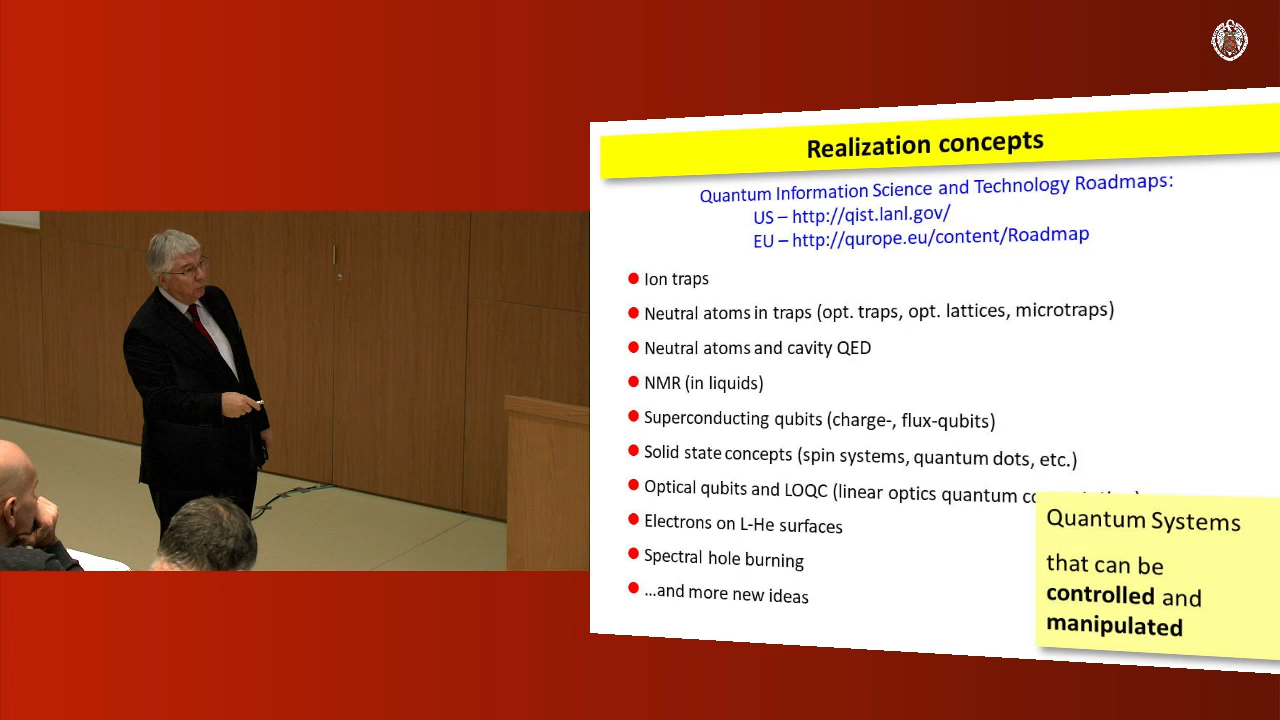 Realization concepts
Quantum Information Science and Technology Roadmaps:
US – http://qist.lanl.gov/
EU – http://qurope.eu/content/Roadmap
Ion traps
Neutral atoms in traps (opt. traps, opt. lattices, microtraps)
Neutral atoms and cavity QED
NMR (in liquids)
Superconducting qubits (charge-, flux-qubits)
Solid state concepts (spin systems, quantum dots, etc.)
Optical qubits and LOQC (linear optics quantum
Electrons on L-He surfaces
Spectral hole burning
...and more new ideas
Quantum Systems
that can be
controlled and
manipulated